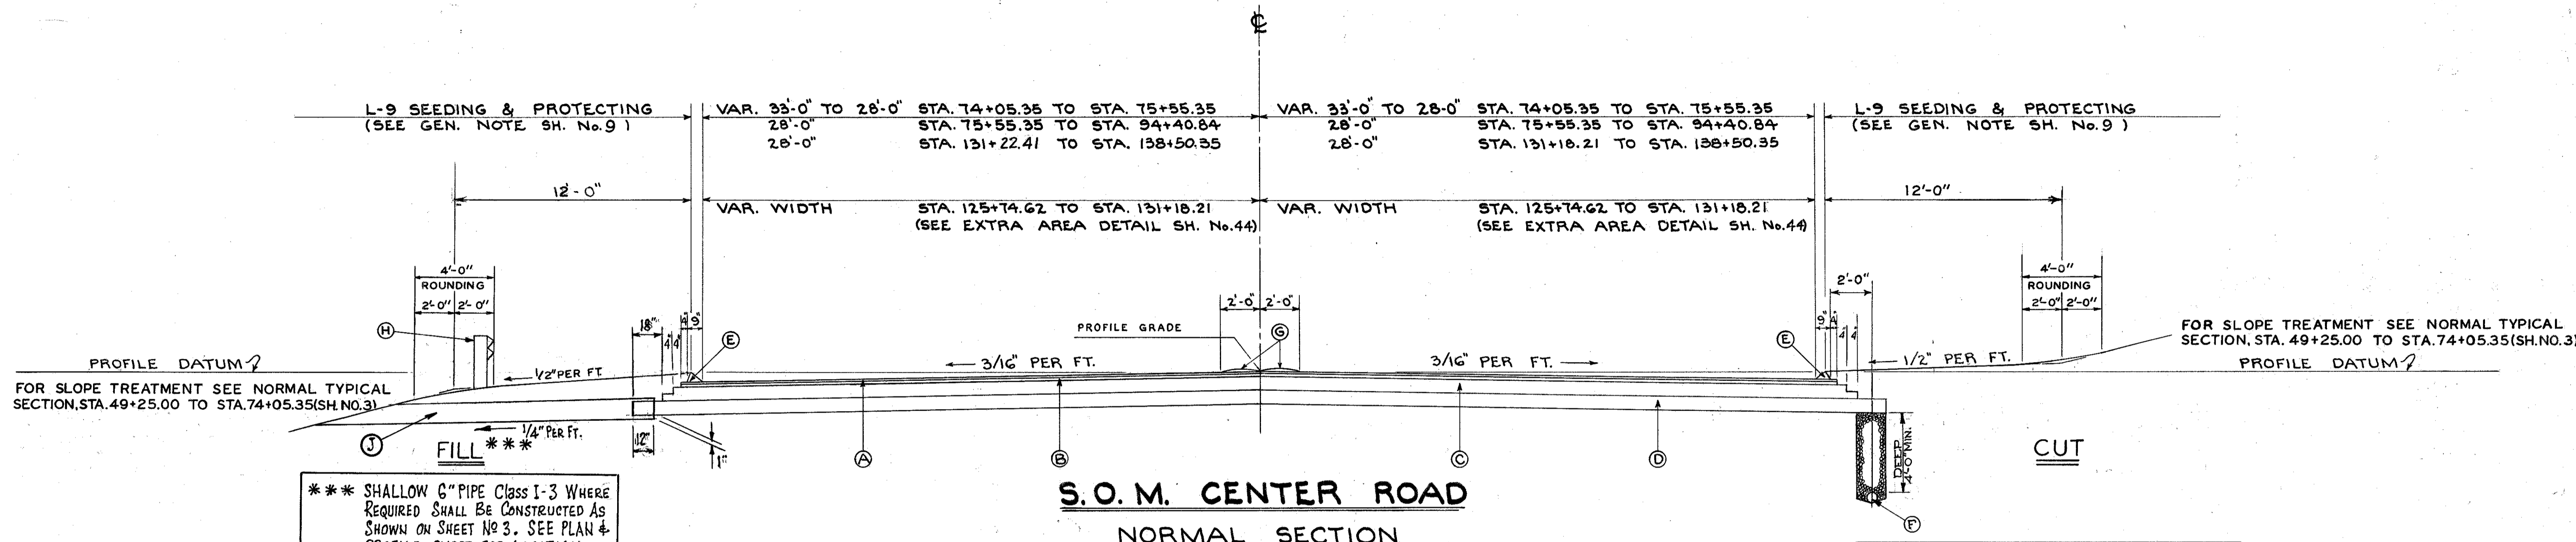 ℄
L-9 SEEDING & PROTECTING
(SEE GEN. NOTE SH. No.9 )
VAR. 33'-0" TO 28'-0" STA. 74+05.35 TO STA. 75+55.35
28'-0" STA. 75+55.35 TO STA. 94+40.84
28'-0" STA. 131+22.41 TO STA. 138+50.35
VAR. 33'-0" TO 28-0" STA. 74+05.35 TO STA. 75+55.35
28'-0" STA. 75+55.35 TO STA. 94+40.84
28'-0" STA. 131+18.21 TO STA. 138+50.35
L-9 SEEDING & PROTECTING
(SEE GEN. NOTE SH. No.9 )
12'-0"
VAR. WIDTH STA. 125+74.62 TO STA. 131+18.21
(SEE EXTRA AREA DETAIL SH. No.44)
VAR. WIDTH STA. 125+74.62 TO STA. 131+18.21
(SEE EXTRA AREA DETAIL SH. No.44)
12'-0"
4'-0"
ROUNDING
2'-0" 2'-0"
H
18"
4" 4"
4" 9"
E
2'-0" 2'-0"
PROFILE GRADE
G
2'-0"
9" 4"
4" 4"
E
4'-0"
ROUNDING
2'-0" 2'-0"
PROFILE DATUM
1/2" PER FT.
3/16" PER FT.
3/16" PER FT.
1/2" PER FT.
FOR SLOPE TREATMENT SEE NORMAL TYPICAL
SECTION, STA. 49+25.00 TO STA.74+05.35(SH.NO.3)
PROFILE DATUM
FOR SLOPE TREATMENT SEE NORMAL TYPICAL
SECTION,STA.49+25.00 TO STA.74+05.35(SH.NO.3)
J
1/4" PER FT.
FILL ***
12"
1"
A
B
C
D
DEEP
4'-0" MIN.
F
CUT
*** SHALLOW 6" PIPE Class I-3 WHERE
REQUIRED SHALL BE CONSTRUCTED AS
SHOWN ON SHEET No 3. SEE PLAN &
S.O.M. CENTER ROAD
NORMAL SECTION